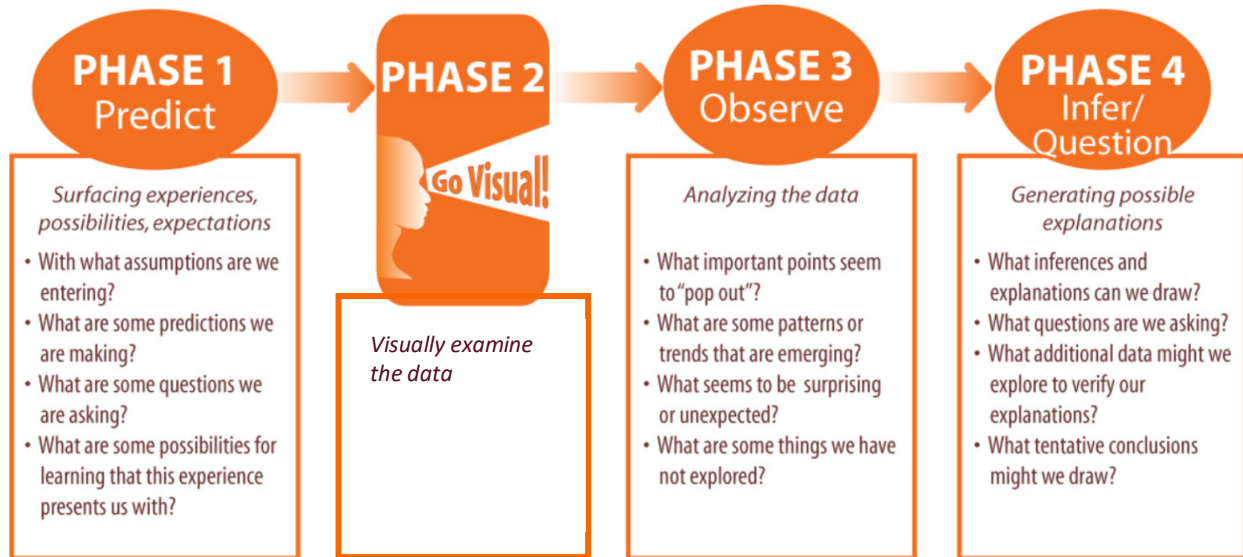 PHASE 1
Predict
Surfacing experiences,
possibilities, expectations
• With what assumptions are we
entering?
• What are some predictions we
are making?
• What are some questions we
are asking?
• What are some possibilities for
learning that this experience
presents us with?
PHASE 2
Go Visual!
Visually examine
the data
PHASE 3
Observe
Analyzing the data
• What important points seem
to "pop out"?
• What are some patterns or
trends that are emerging?
• What seems to be surprising
or unexpected?
• What are some things we have
not explored?
PHASE 4
Infer/
Question
Generating possible
explanations
• What inferences and
explanations can we draw?
• What questions are we asking?
• What additional data might we
explore to verify our
explanations?
• What tentative conclusions
might we draw?